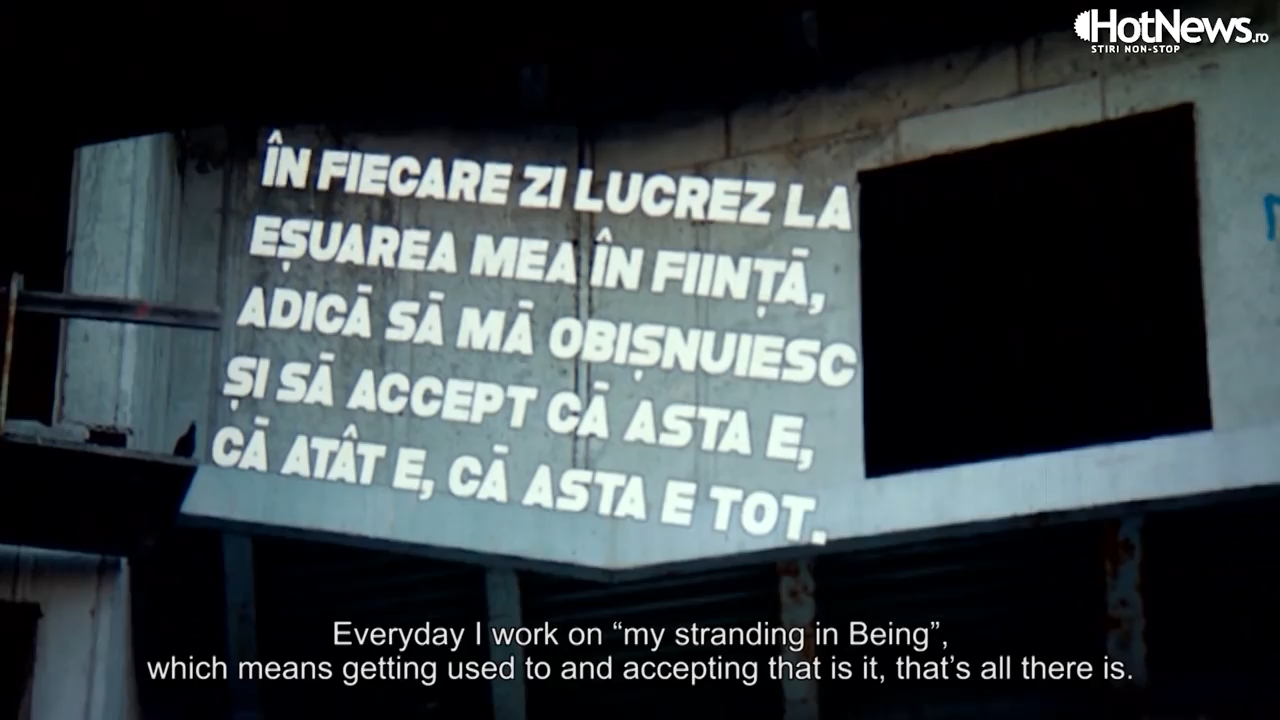 HotNews.ro
STIRI NON-STOP
ÎN FIECARE ZI LUCREZ LA
EȘUAREA MEA ÎN FIINȚĂ,
ADICĂ SĂ MĂ OBIȘNUIESC
ȘI SĂ ACCEPT CĂ ASTA E,
CĂ ATÂT E, CĂ ASTA E TOT.
Everyday I work on “my stranding in Being”,
which means getting used to and accepting that is it, that’s all there is.